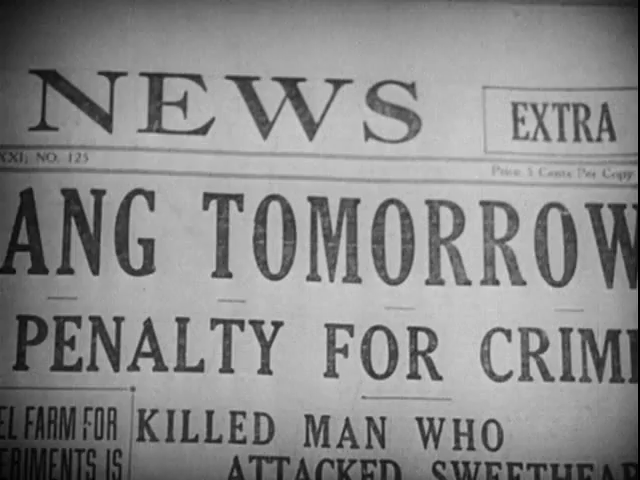 NEWS
EXTRA
XXI; NO. 125
Price 5 Cents Per Copy
ANG TOMORROW
PENALTY FOR CRIM
EL FARM FOR
ERIMENTS IS
KILLED MAN WHO
ATTACKED SWEETHEAR